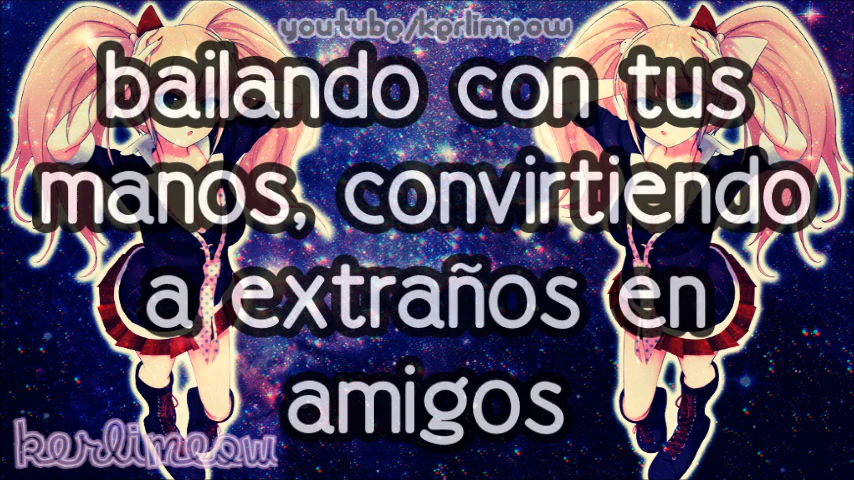 youtube/kerlimeow
bailando con tus
manos, convirtiendo
a extraños en
amigos
kerlimeow